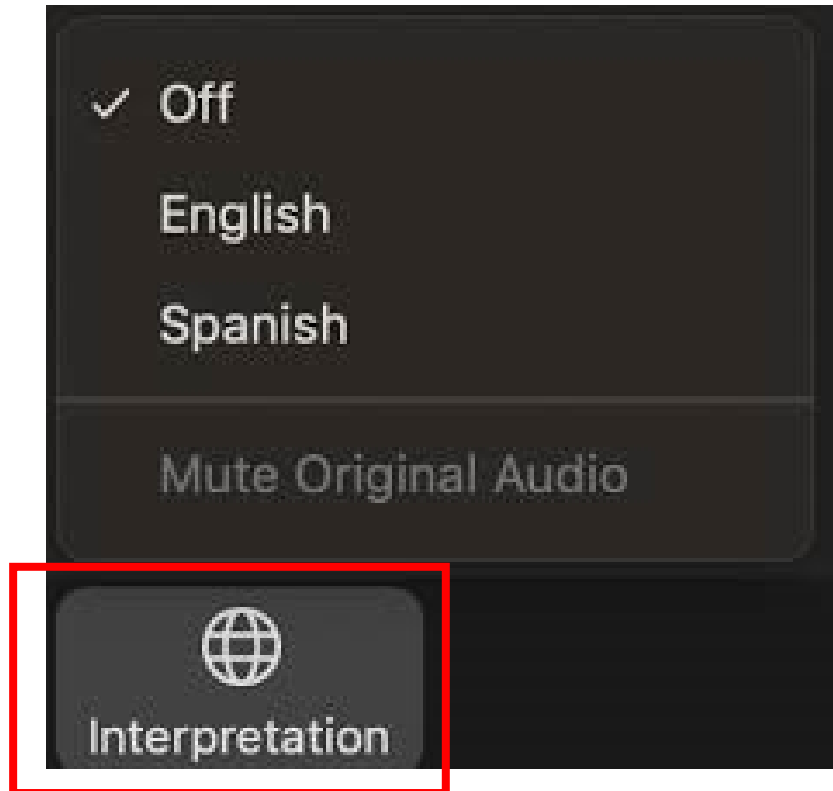 Off
English
Spanish
Mute Original Audio
Interpretation